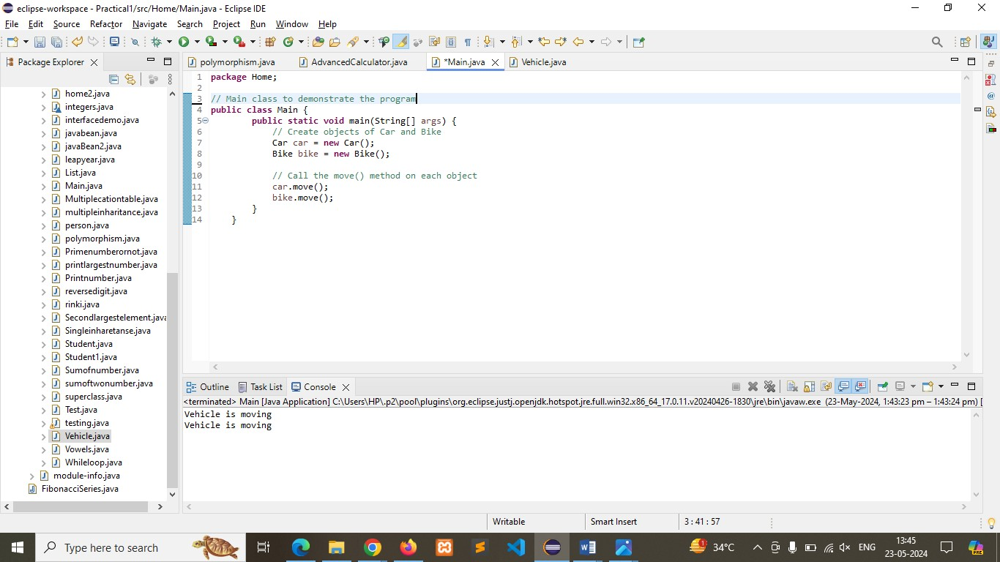 eclipse-workspace - Practical1/src/Home/Main.java - Eclipse IDE
File Edit Source Refactor Navigate Search Project Run Window Help
Package Explorer
polymorphism.java AdvancedCalculator.java *Main.java Vehicle.java
home2.java
integers.java
interfacedemo.java
javabean.java
javaBean2.java
leapyear.java
List.java
Main.java
Multiplecationtable.java
multipleinharitance.java
person.java
polymorphism.java
Primenumberornot.java
printlargestnumber.java
Printnumber.java
reversedigit.java
rinki.java
Secondlargestelement.java
Singleinharetanse.java
Student.java
Student1.java
Sumofnumber.java
sumoftwonumber.java
superclass.java
Test.java
testing.java
Vehicle.java
Vowels.java
Whileloop.java
module-info.java
FibonacciSeries.java
1 package Home;
2
3 // Main class to demonstrate the program
4 public class Main {
5 public static void main(String[] args) {
6 // Create objects of Car and Bike
7 Car car = new Car();
8 Bike bike = new Bike();
9
10 // Call the move() method on each object
11 car.move();
12 bike.move();
13 }
14 }
Outline Task List Console
<terminated> Main [Java Application] C:\Users\HP\.p2\pool\plugins\org.eclipse.justj.openjdk.hotspot.jre.full.win32.x86_64_17.0.11.v20240426-1830\jre\bin\javaw.exe (23-May-2024, 1:43:23 pm – 1:43:24 pm) [
Vehicle is moving
Vehicle is moving
Writable Smart Insert 3 : 41 : 57
Type here to search
1
34°C
ENG
13:45
23-05-2024
PRE